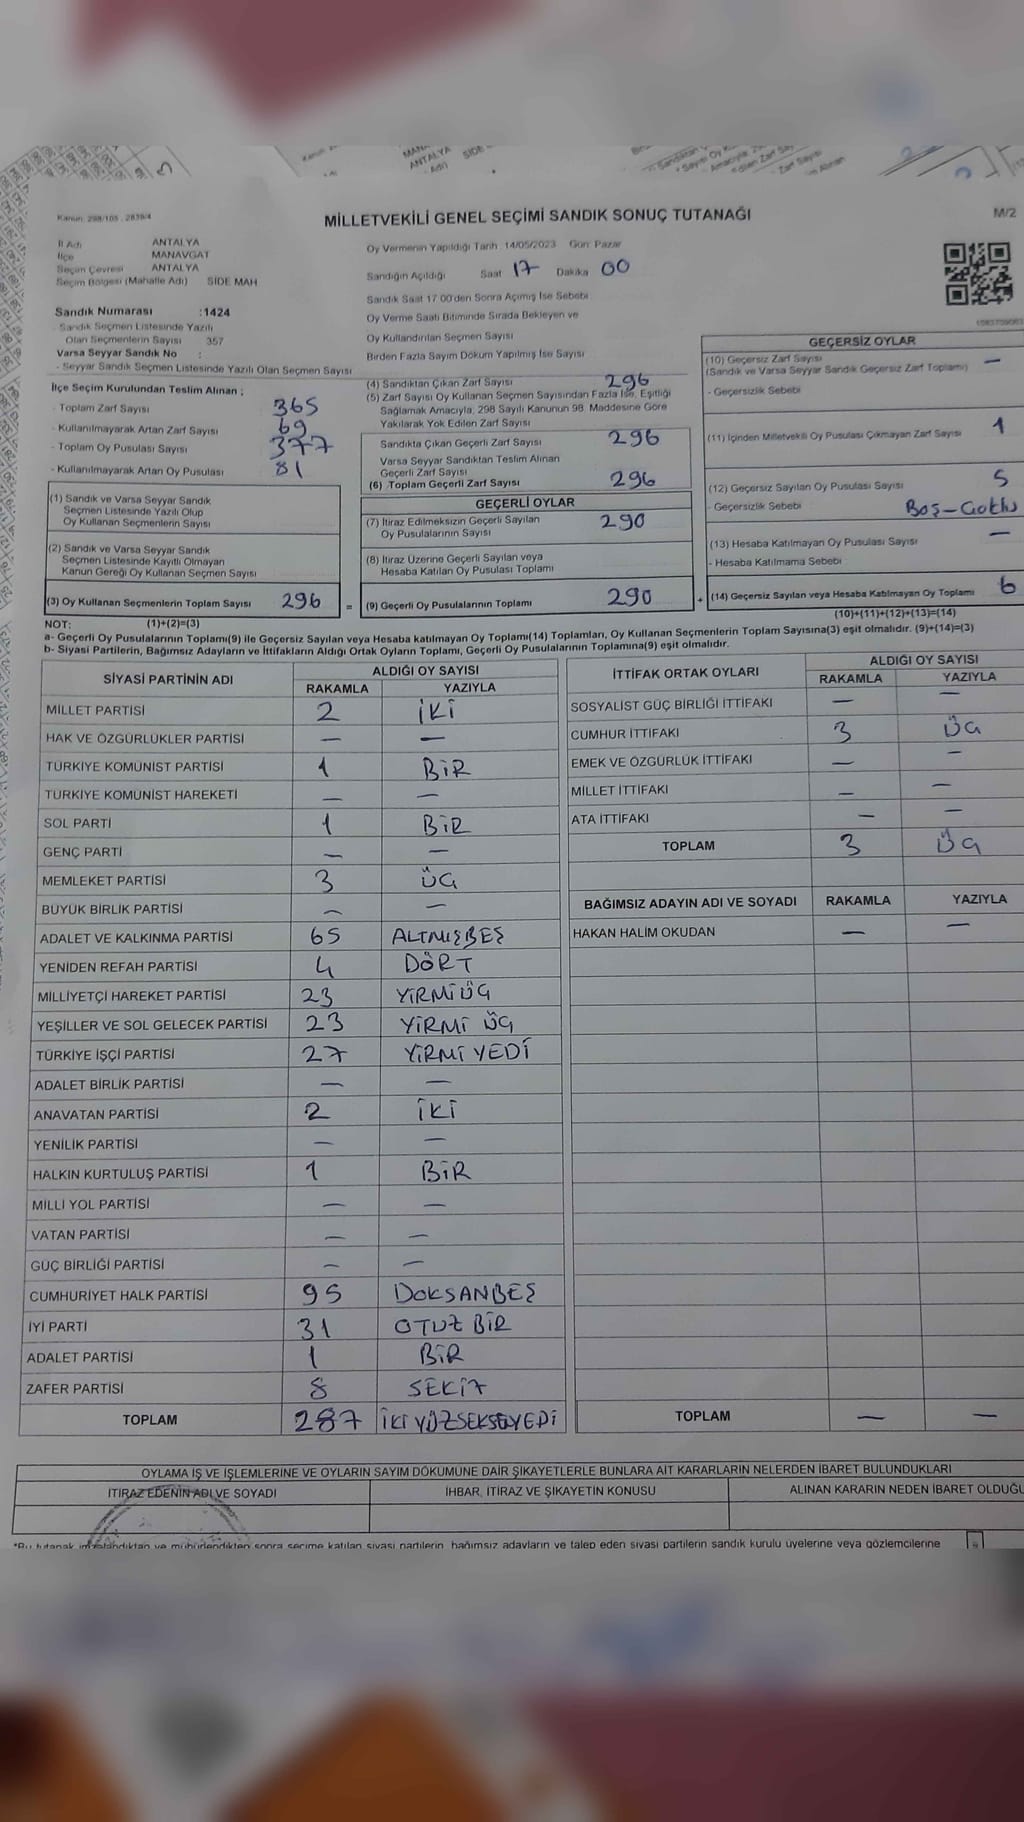 Kanun: 298/105 , 2839/4
MİLLETVEKİLİ GENEL SEÇİMİ SANDIK SONUÇ TUTANAĞI
M/2
İl Adı ANTALYA
İlçe MANAVGAT
Seçim Çevresi ANTALYA
Seçim Bölgesi (Mahalle Adı) SİDE MAH
Oy Vermenin Yapıldığı Tarih : 14/05/2023 Gün: Pazar
Sandığın Açıldığı Saat 17 Dakika 00
Sandık Saat 17:00'den Sonra Açımış İse Sebebi
Oy Verme Saati Bitiminde Sırada Bekleyen ve
Oy Kullandırılan Seçmen Sayısı
Birden Fazla Sayım Döküm Yapılmış İse Sayısı
Sandık Numarası :1424
- Sandık Seçmen Listesinde Yazılı
Olan Seçmenlerin Sayısı 357
Varsa Seyyar Sandık No :
- Seyyar Sandık Seçmen Listesinde Yazılı Olan Seçmen Sayısı
İlçe Seçim Kurulundan Teslim Alınan ;
- Toplam Zarf Sayısı 365
- Kullanılmayarak Artan Zarf Sayısı 69
- Toplam Oy Pusulası Sayısı 377
- Kullanılmayarak Artan Oy Pusulası 81
(1) Sandık ve Varsa Seyyar Sandık
Seçmen Listesinde Yazılı Olup
Oy Kullanan Seçmenlerin Sayısı
(2) Sandık ve Varsa Seyyar Sandık
Seçmen Listesinde Kayıtlı Olmayan
Kanun Gereği Oy Kullanan Seçmen Sayısı
(3) Oy Kullanan Seçmenlerin Toplam Sayısı 296 =
(4) Sandıktan Çıkan Zarf Sayısı 296
(5) Zarf Sayısı Oy Kullanan Seçmen Sayısından Fazla İse, Eşitliği
Sağlamak Amacıyla, 298 Sayılı Kanunun 98. Maddesine Göre
Yakılarak Yok Edilen Zarf Sayısı
Sandıkta Çıkan Geçerli Zarf Sayısı 296
Varsa Seyyar Sandıktan Teslim Alınan
Geçerli Zarf Sayısı
(6) Toplam Geçerli Zarf Sayısı 296
GEÇERLİ OYLAR
(7) İtiraz Edilmeksizin Geçerli Sayılan 290
Oy Pusulalarının Sayısı
(8) İtiraz Üzerine Geçerli Sayılan veya
Hesaba Katılan Oy Pusulası Toplamı
(9) Geçerli Oy Pusulalarının Toplamı 290 +
GEÇERSİZ OYLAR
(10) Geçersiz Zarf Sayısı —
(Sandık ve Varsa Seyyar Sandık Geçersiz Zarf Toplamı)
- Geçersizlik Sebebi
(11) İçinden Milletvekili Oy Pusulası Çıkmayan Zarf Sayısı 1
(12) Geçersiz Sayılan Oy Pusulası Sayısı 5
- Geçersizlik Sebebi Boş-Çoklu
(13) Hesaba Katılmayan Oy Pusulası Sayısı —
- Hesaba Katılmama Sebebi
(14) Geçersiz Sayılan veya Hesaba Katılmayan Oy Toplamı 6
NOT: (1)+(2)=(3)
(10)+(11)+(12)+(13)=(14)
a- Geçerli Oy Pusulalarının Toplamı(9) ile Geçersiz Sayılan veya Hesaba katılmayan Oy Toplamı(14) Toplamları, Oy Kullanan Seçmenlerin Toplam Sayısına(3) eşit olmalıdır. (9)+(14)=(3)
b- Siyasi Partilerin, Bağımsız Adayların ve İttifakların Aldığı Ortak Oyların Toplamı, Geçerli Oy Pusulalarının Toplamına(9) eşit olmalıdır.
SİYASİ PARTİNİN ADI
ALDIĞI OY SAYISI
RAKAMLA YAZIYLA
MİLLET PARTİSİ 2 İKİ
HAK VE ÖZGÜRLÜKLER PARTİSİ — —
TÜRKİYE KOMÜNİST PARTİSİ 1 BİR
TÜRKİYE KOMÜNİST HAREKETİ — —
SOL PARTİ 1 BİR
GENÇ PARTİ — —
MEMLEKET PARTİSİ 3 ÜÇ
BÜYÜK BİRLİK PARTİSİ — —
ADALET VE KALKINMA PARTİSİ 65 ALTMIŞBEŞ
YENİDEN REFAH PARTİSİ 4 DÖRT
MİLLİYETÇİ HAREKET PARTİSİ 23 YİRMİÜÇ
YEŞİLLER VE SOL GELECEK PARTİSİ 23 YİRMİ ÜÇ
TÜRKİYE İŞÇİ PARTİSİ 27 YİRMİ YEDİ
ADALET BİRLİK PARTİSİ — —
ANAVATAN PARTİSİ 2 İKİ
YENİLİK PARTİSİ — —
HALKIN KURTULUŞ PARTİSİ 1 BİR
MİLLİ YOL PARTİSİ — —
VATAN PARTİSİ — —
GÜÇ BİRLİĞİ PARTİSİ — —
CUMHURİYET HALK PARTİSİ 95 DOKSANBEŞ
İYİ PARTİ 31 OTUZ BİR
ADALET PARTİSİ 1 BİR
ZAFER PARTİSİ 8 SEKİZ
TOPLAM 287 İKİ YÜZSEKSENYEDİ
İTTİFAK ORTAK OYLARI
ALDIĞI OY SAYISI
RAKAMLA YAZIYLA
SOSYALİST GÜÇ BİRLİĞİ İTTİFAKI — —
CUMHUR İTTİFAKI 3 ÜÇ
EMEK VE ÖZGÜRLÜK İTTİFAKI — —
MİLLET İTTİFAKI — —
ATA İTTİFAKI — —
TOPLAM 3 ÜÇ
BAĞIMSIZ ADAYIN ADI VE SOYADI RAKAMLA YAZIYLA
HAKAN HALİM OKUDAN — —
TOPLAM — —
OYLAMA İŞ VE İŞLEMLERİNE VE OYLARIN SAYIM DÖKÜMÜNE DAİR ŞİKAYETLERLE BUNLARA AİT KARARLARIN NELERDEN İBARET BULUNDUKLARI
İTİRAZ EDENİN ADI VE SOYADI İHBAR, İTİRAZ VE ŞİKAYETİN KONUSU ALINAN KARARIN NEDEN İBARET OLDUĞU
*Bu tutanak imzalandıktan ve mühürlendikten sonra seçime katılan siyasi partilerin, bağımsız adayların ve talep eden siyasi partilerin sandık kurulu üyelerine veya gözlemcilerine